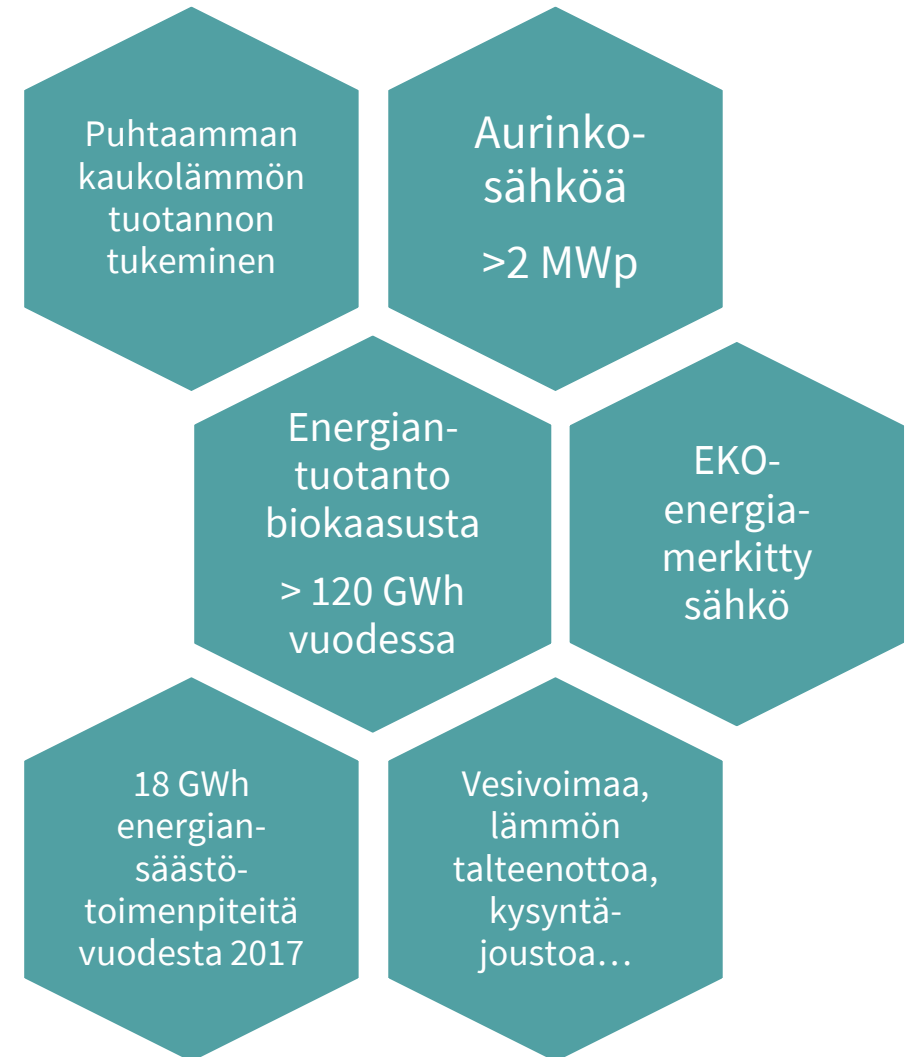 Puhtaamman
kaukolämmön
tuotannon
tukeminen
Aurinko-
sähköä
>2 MWp
Energian-
tuotanto
biokaasusta
> 120 GWh
vuodessa
EKO-
energia-
merkitty
sähkö
18 GWh
energian-
säästö-
toimenpiteitä
vuodesta 2017
Vesivoimaa,
lämmön
talteenottoa,
kysyntä-
joustoa…